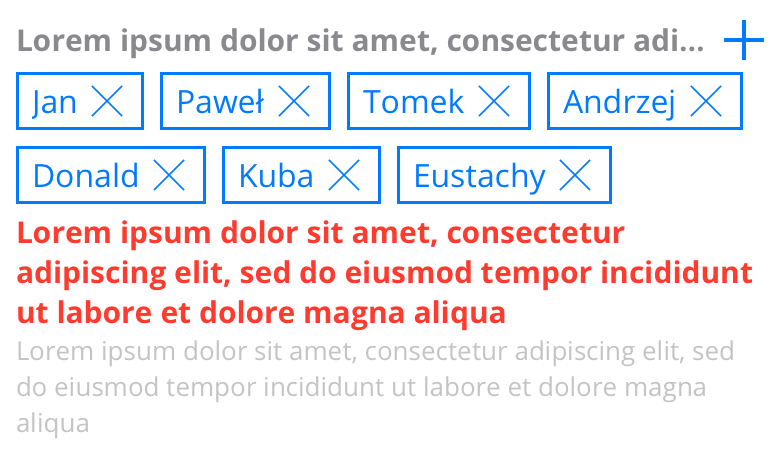 Lorem ipsum dolor sit amet, consectetur adi...
Jan Paweł Tomek Andrzej
Donald Kuba Eustachy
Lorem ipsum dolor sit amet, consectetur
adipiscing elit, sed do eiusmod tempor incididunt
ut labore et dolore magna aliqua
Lorem ipsum dolor sit amet, consectetur adipiscing elit, sed
do eiusmod tempor incididunt ut labore et dolore magna
aliqua